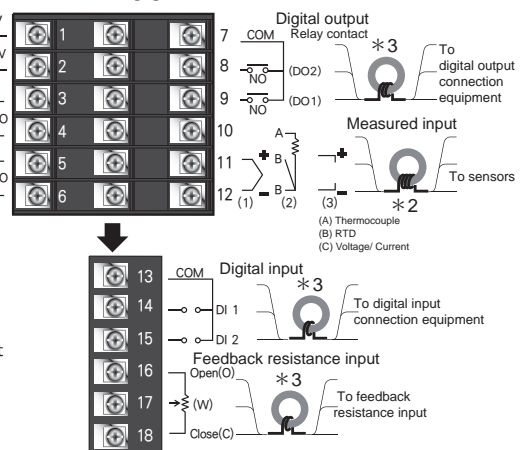 Digital output
Relay contact
1
2
3
4
5
6
7 COM
8 NO (DO2)
9 NO (DO1)
10
11
12
＊3
To
digital output
connection
equipment
Measured input
A
B
B
+
−
+
−
(1) (2) (3)
＊2
To sensors
(A) Thermocouple
(B) RTD
(C) Voltage/ Current
Digital input
13 COM
14 DI 1
15 DI 2
＊3
To digital input
connection equipment
Feedback resistance input
16 Open(O)
17 (W)
18 Close(C)
＊3
To feedback
resistance input